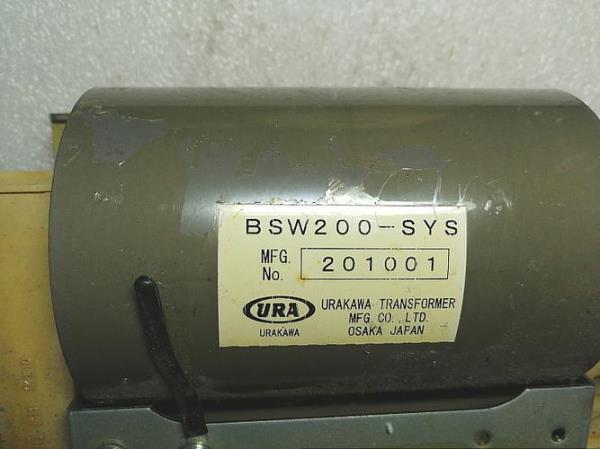 BSW200-SYS
MFG. No. 201001
URA
URAKAWA
URAKAWA TRANSFORMER
MFG. CO., LTD.
OSAKA JAPAN